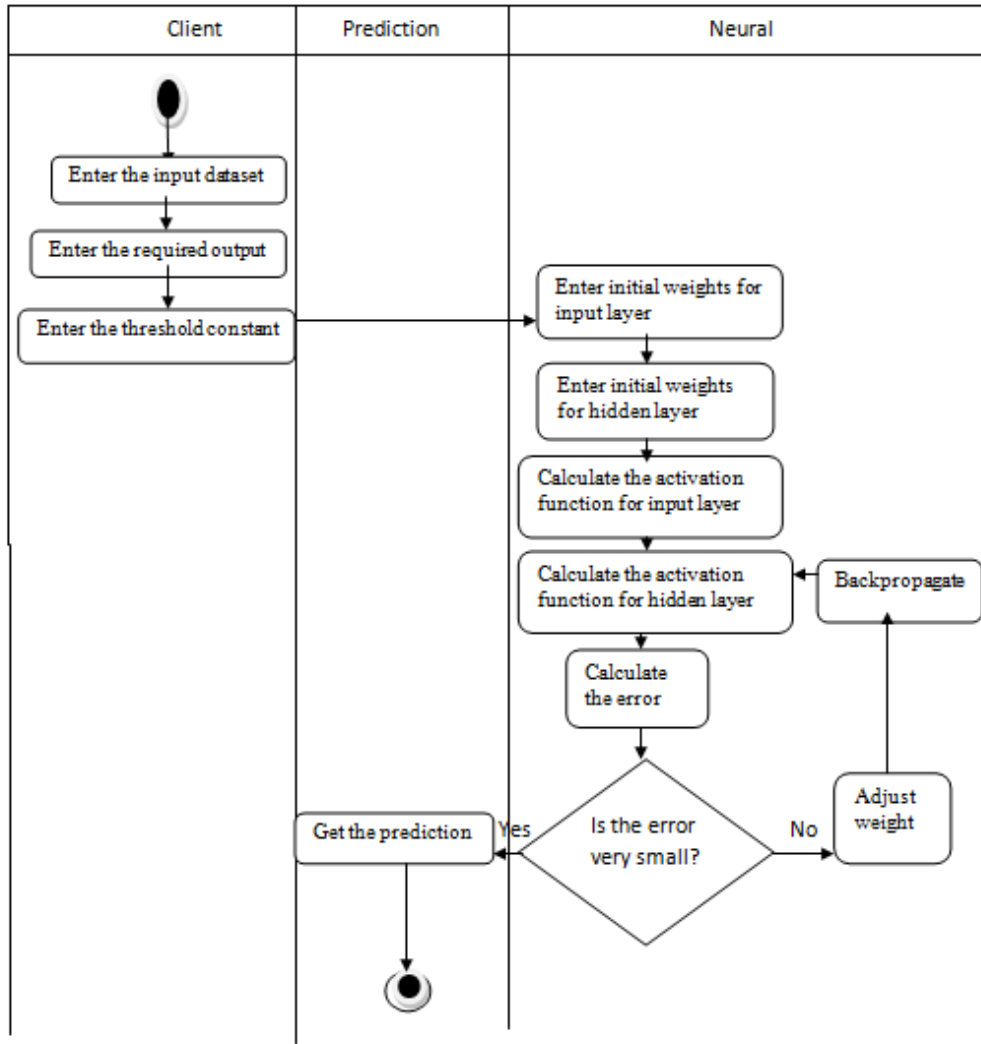 Client
Prediction
Neural
Enter the input dataset
Enter the required output
Enter the threshold constant
Enter initial weights for
input layer
Enter initial weights
for hidden layer
Calculate the activation
function for input layer
Calculate the activation
function for hidden layer
Backpropagate
Calculate
the error
Is the error
very small?
Yes
No
Adjust
weight
Get the prediction